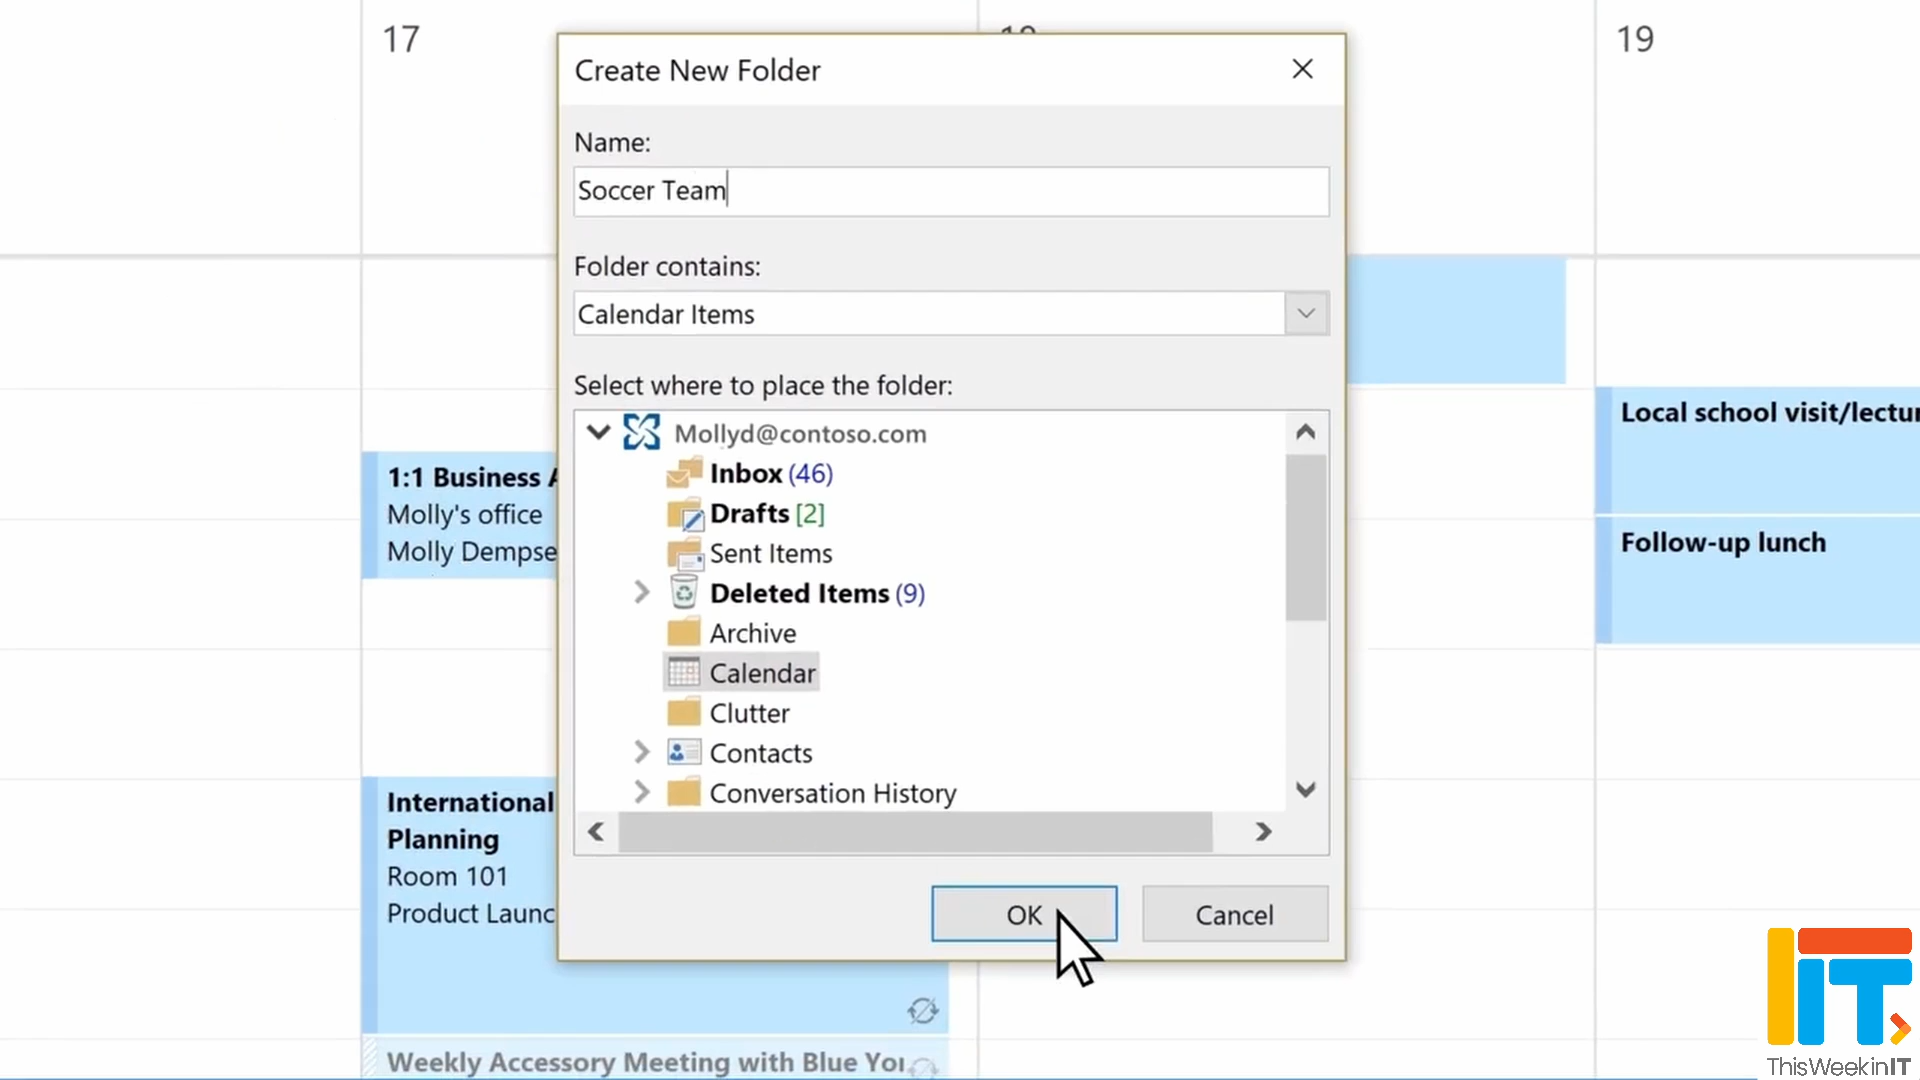 17
19
Create New Folder
Name:
Soccer Team
Folder contains:
Calendar Items
Select where to place the folder:
Mollyd@contoso.com
Inbox (46)
Drafts [2]
Sent Items
Deleted Items (9)
Archive
Calendar
Clutter
Contacts
Conversation History
OK
Cancel
1:1 Business
Molly's office
Molly Dempse
International
Planning
Room 101
Product Launc
Weekly Accessory Meeting with Blue You
Local school visit/lectur
Follow-up lunch
IT
ThisWeekinIT